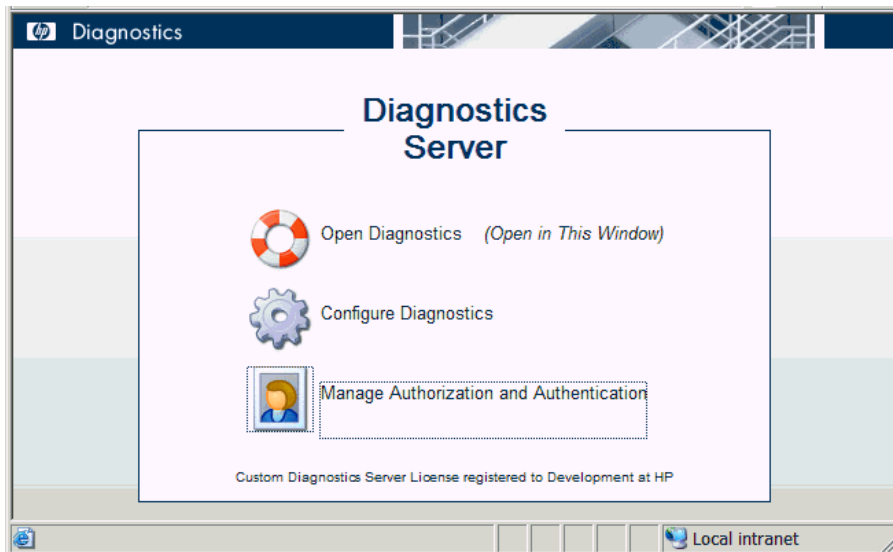 hp Diagnostics
Diagnostics
Server
Open Diagnostics (Open in This Window)
Configure Diagnostics
Manage Authorization and Authentication
Custom Diagnostics Server License registered to Development at HP
Local intranet